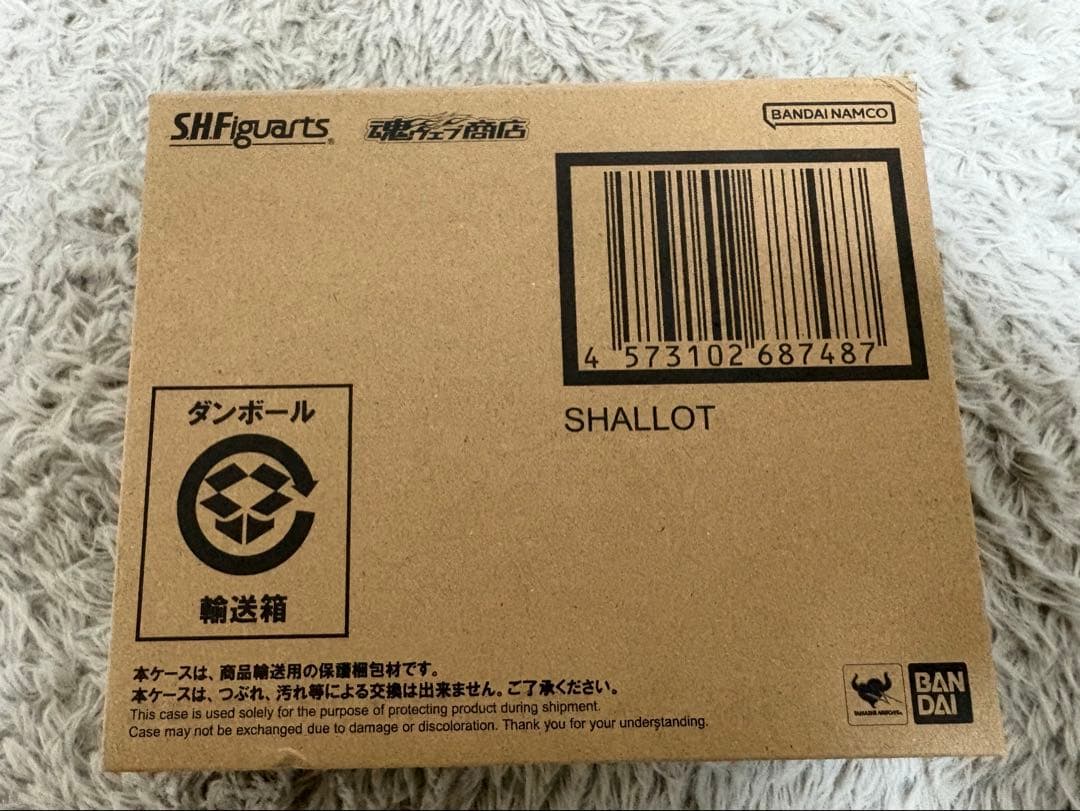 S.H.Figuarts
魂ウェブ商店
BANDAI NAMCO
4 573102 687487
SHALLOT
ダンボール
輸送箱
本ケースは、商品輸送用の保護梱包材です。
本ケースは、つぶれ、汚れ等による交換は出来ません。ご了承ください。
This case is used solely for the purpose of protecting product during shipment.
Case may not be exchanged due to damage or discoloration. Thank you for your understanding.
TAMASHII NATIONS
BAN
DAI